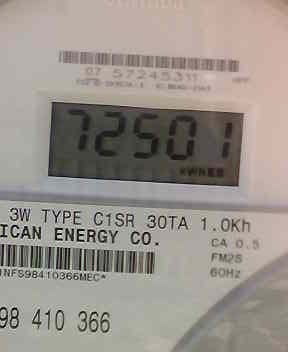 07 57245311
72501
KWHRS
3W TYPE C1SR 30TA 1.0Kh
ICAN ENERGY CO.
CA 0.5
FM2S
60Hz
NFS98410366MEC*
98 410 366